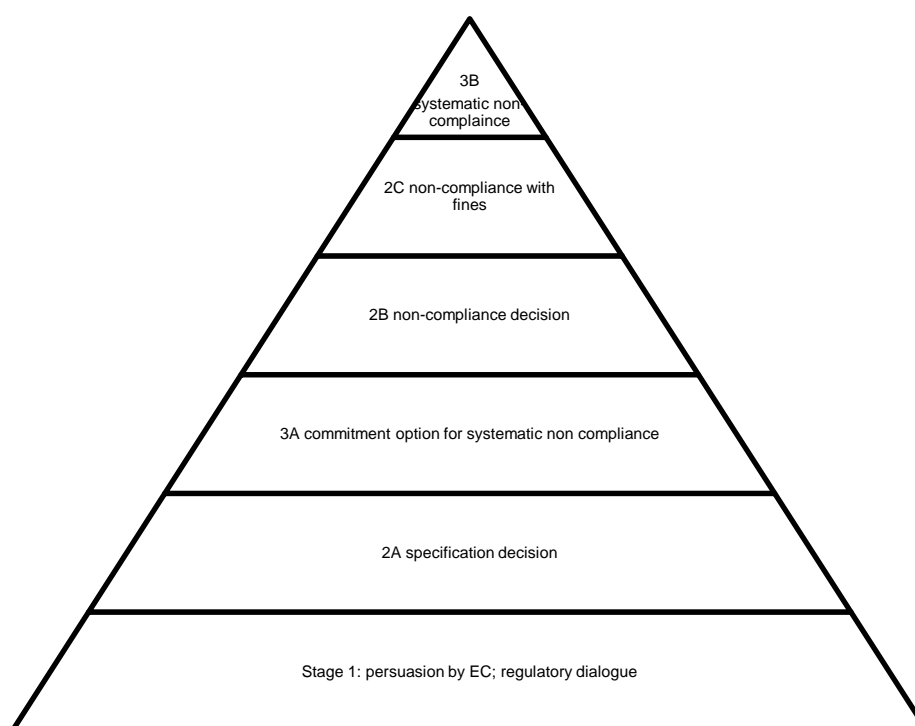 3B
systematic non-
complaince
2C non-compliance with
fines
2B non-compliance decision
3A commitment option for systematic non compliance
2A specification decision
Stage 1: persuasion by EC; regulatory dialogue